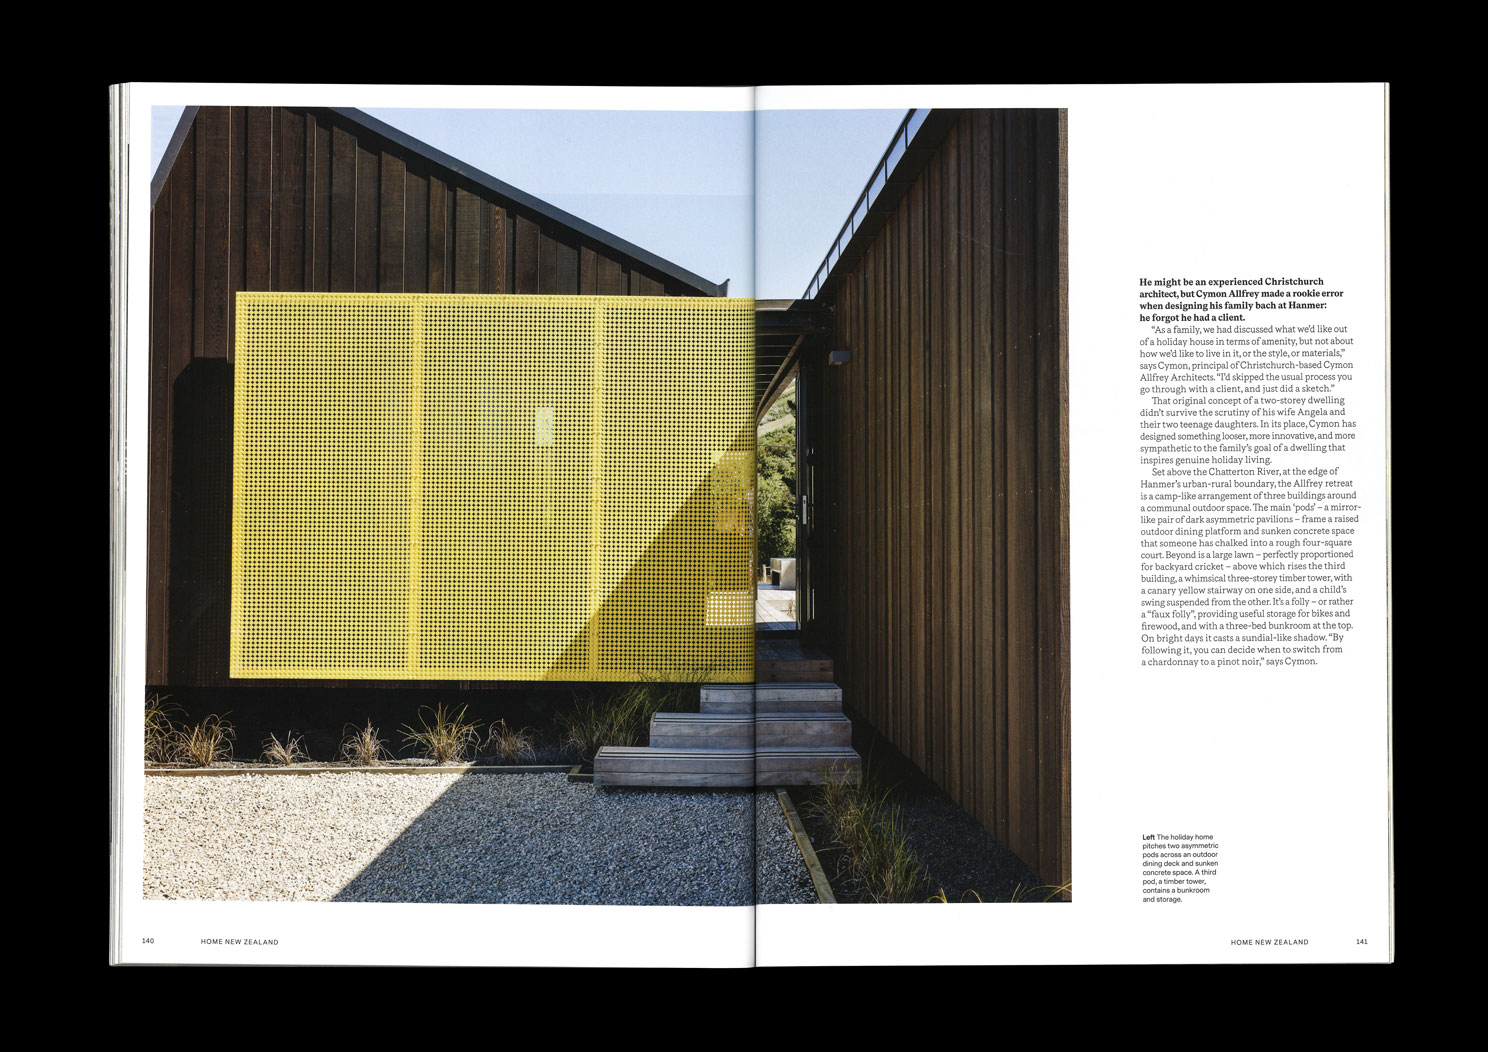 He might be an experienced Christchurch
architect, but Cymon Allfrey made a rookie error
when designing his family bach at Hanmer:
he forgot he had a client.
“As a family, we had discussed what we’d like out
of a holiday house in terms of amenity, but not about
how we’d like to live in it, or the style, or materials,”
says Cymon, principal of Christchurch-based Cymon
Allfrey Architects. “I’d skipped the usual process you
go through with a client, and just did a sketch.”
That original concept of a two-storey dwelling
didn’t survive the scrutiny of his wife Angela and
their two teenage daughters. In its place, Cymon has
designed something looser, more innovative, and more
sympathetic to the family’s goal of a dwelling that
inspires genuine holiday living.
Set above the Chatterton River, at the edge of
Hanmer’s urban-rural boundary, the Allfrey retreat
is a camp-like arrangement of three buildings around
a communal outdoor space. The main ‘pods’ – a mirror-
like pair of dark asymmetric pavilions – frame a raised
outdoor dining platform and sunken concrete space
that someone has chalked into a rough four-square
court. Beyond is a large lawn – perfectly proportioned
for backyard cricket – above which rises the third
building, a whimsical three-storey timber tower, with
a canary yellow stairway on one side, and a child’s
swing suspended from the other. It’s a folly – or rather
a “faux folly”, providing useful storage for bikes and
firewood, and with a three-bed bunkroom at the top.
On bright days it casts a sundial-like shadow. “By
following it, you can decide when to switch from
a chardonnay to a pinot noir,” says Cymon.
Left The holiday home
pitches two asymmetric
pods across an outdoor
dining deck and sunken
concrete space. A third
pod, a timber tower,
contains a bunkroom
and storage.
140
HOME NEW ZEALAND
HOME NEW ZEALAND
141